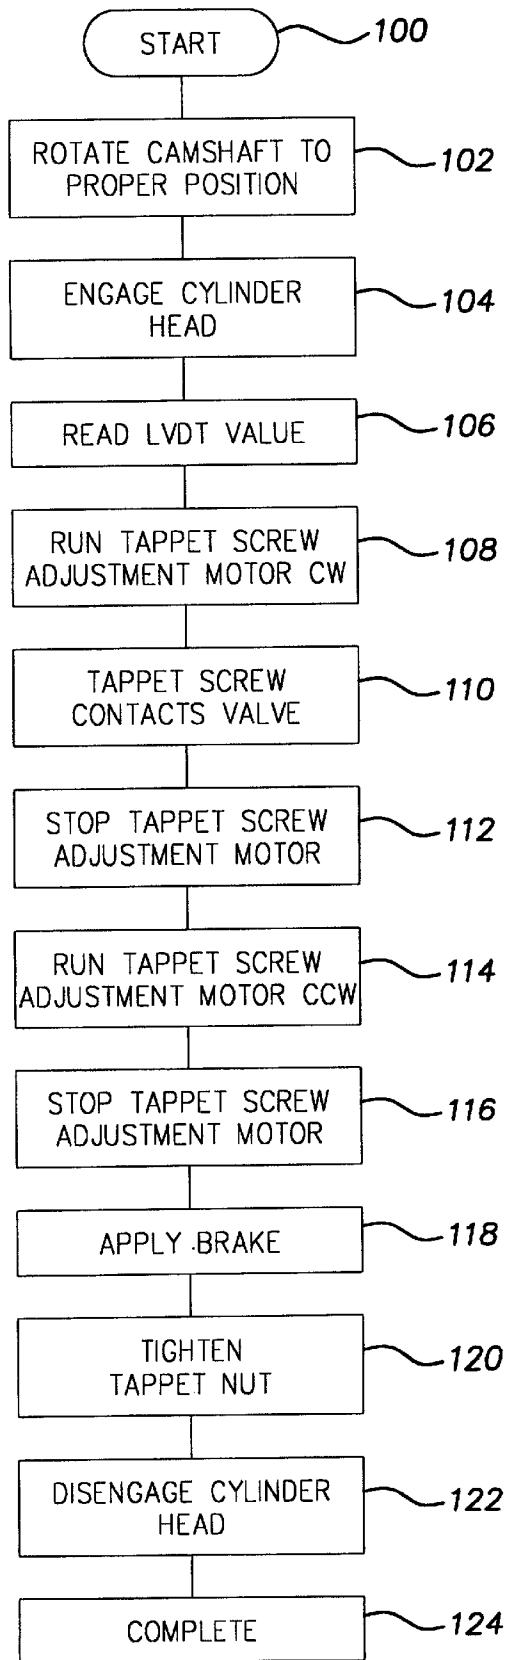 START
100
ROTATE CAMSHAFT TO
PROPER POSITION
102
ENGAGE CYLINDER
HEAD
104
READ LVDT VALUE
106
RUN TAPPET SCREW
ADJUSTMENT MOTOR CW
108
TAPPET SCREW
CONTACTS VALVE
110
STOP TAPPET SCREW
ADJUSTMENT MOTOR
112
RUN TAPPET SCREW
ADJUSTMENT MOTOR CCW
114
STOP TAPPET SCREW
ADJUSTMENT MOTOR
116
APPLY BRAKE
118
TIGHTEN
TAPPET NUT
120
DISENGAGE CYLINDER
HEAD
122
COMPLETE
124